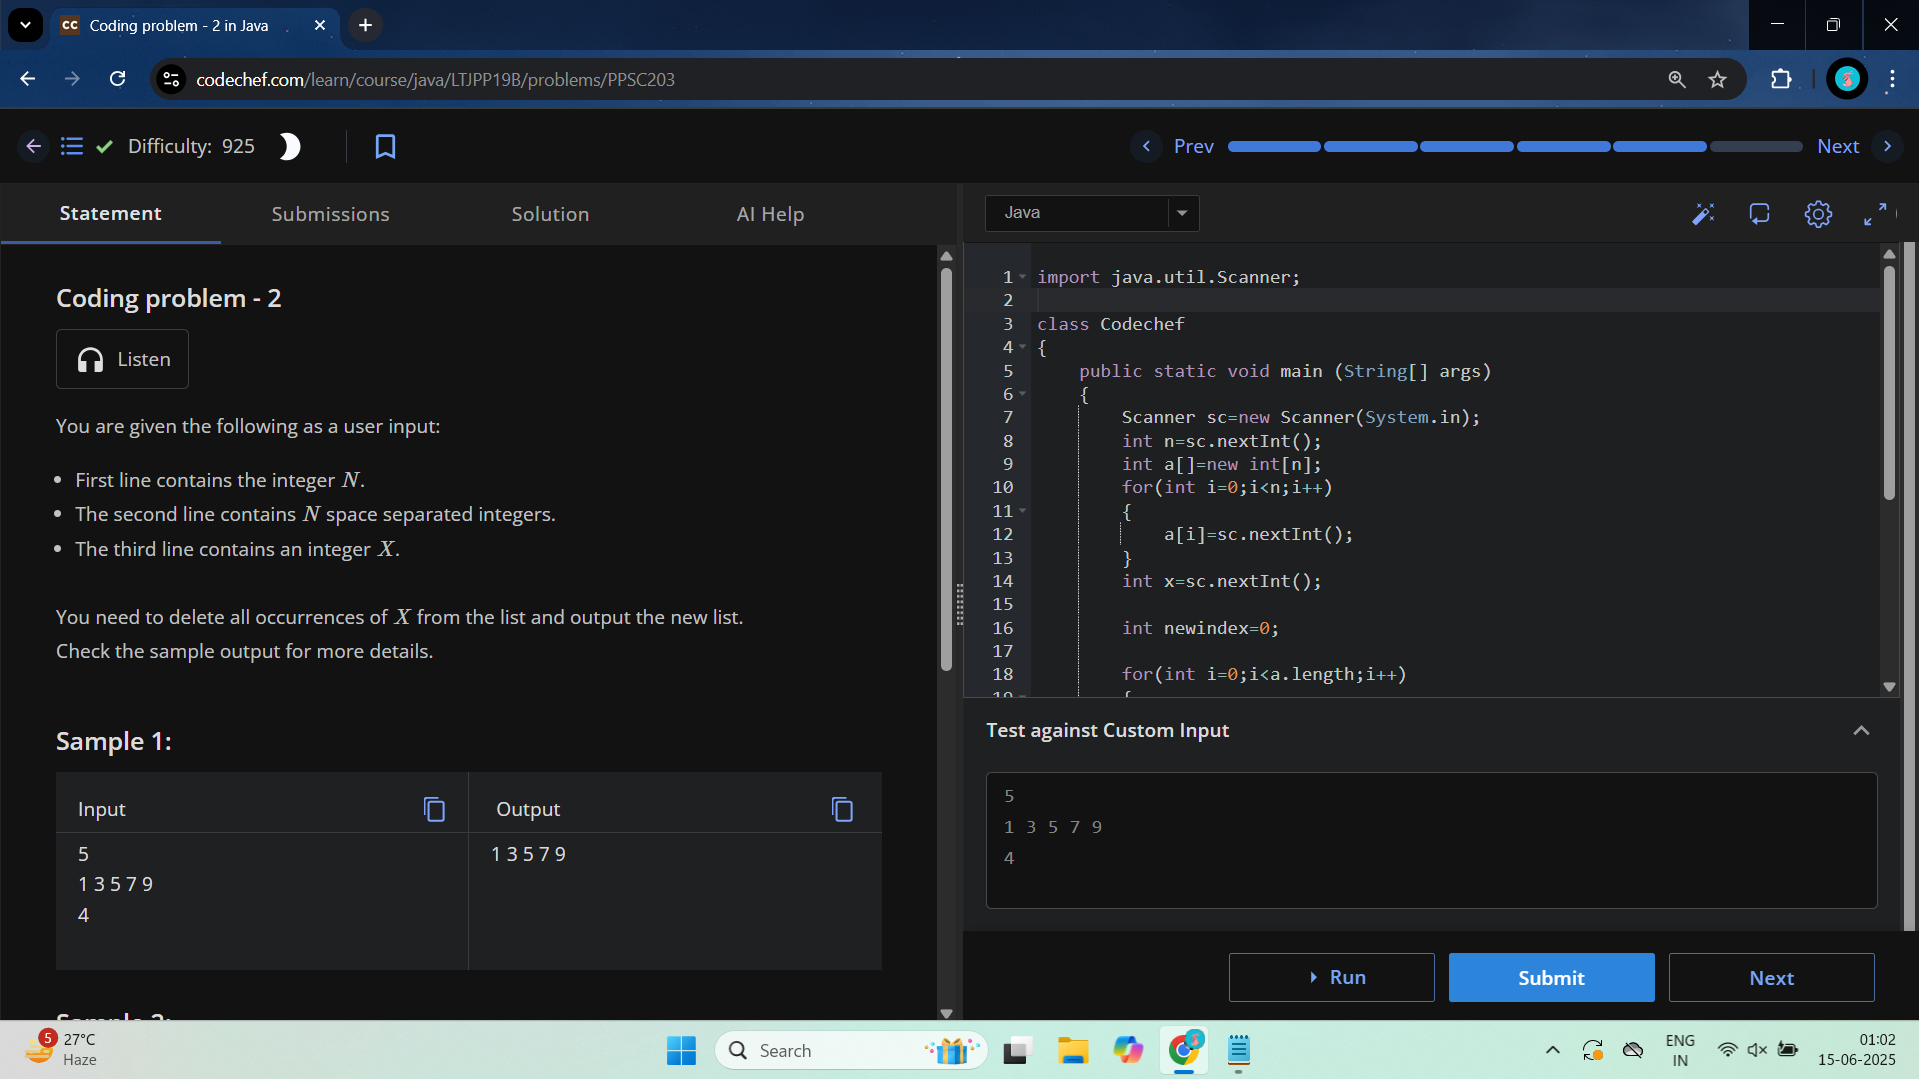 CC Coding problem - 2 in Java
codechef.com/learn/course/java/LTJPP19B/problems/PPSC203
Difficulty: 925
Prev
Next
Statement
Submissions
Solution
AI Help
Coding problem - 2
Listen
You are given the following as a user input:
• First line contains the integer N.
• The second line contains N space separated integers.
• The third line contains an integer X.
You need to delete all occurrences of X from the list and output the new list.
Check the sample output for more details.
Sample 1:
Input
Output
5
1 3 5 7 9
4
1 3 5 7 9
Sample 2:
Java
1 import java.util.Scanner;
2
3 class Codechef
4 {
5 public static void main (String[] args)
6 {
7 Scanner sc=new Scanner(System.in);
8 int n=sc.nextInt();
9 int a[]=new int[n];
10 for(int i=0;i<n;i++)
11 {
12 a[i]=sc.nextInt();
13 }
14 int x=sc.nextInt();
15
16 int newindex=0;
17
18 for(int i=0;i<a.length;i++)
19 {
Test against Custom Input
5
1 3 5 7 9
4
Run
Submit
Next
5
27°C
Haze
Search
ENG
IN
01:02
15-06-2025